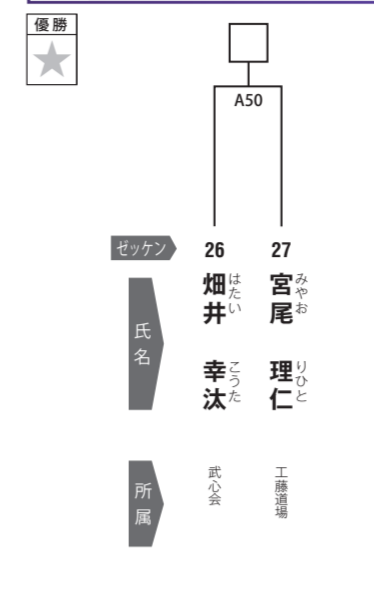 優勝
A50
ゼッケン
26
27
氏名
畑井 幸汰
はたい こうた
宮尾 理仁
みやお りひと
所属
武心会
工藤道場